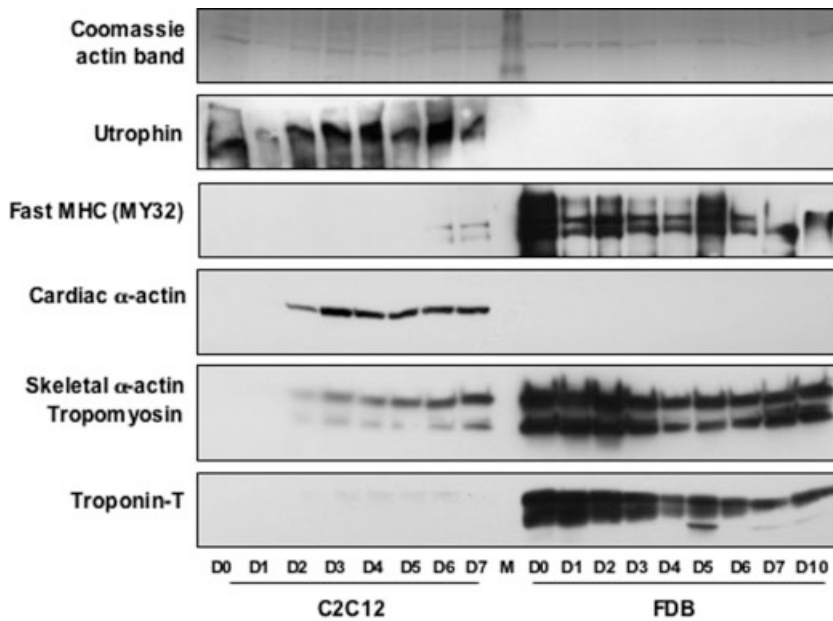 Coomassie
actin band
Utrophin
Fast MHC (MY32)
Cardiac α-actin
Skeletal α-actin
Tropomyosin
Troponin-T
D0 D1 D2 D3 D4 D5 D6 D7 M D0 D1 D2 D3 D4 D5 D6 D7 D10
C2C12 FDB